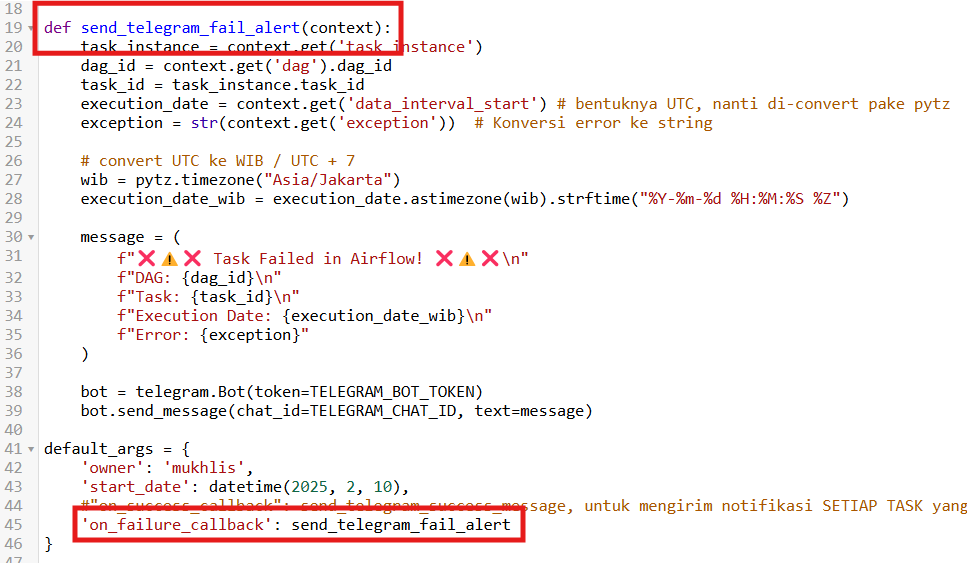 18
19 def send_telegram_fail_alert(context):
20 task_instance = context.get('task_instance')
21 dag_id = context.get('dag').dag_id
22 task_id = task_instance.task_id
23 execution_date = context.get('data_interval_start') # bentuknya UTC, nanti di-convert pake pytz
24 exception = str(context.get('exception'))  # Konversi error ke string
25
26 # convert UTC ke WIB / UTC + 7
27 wib = pytz.timezone("Asia/Jakarta")
28 execution_date_wib = execution_date.astimezone(wib).strftime("%Y-%m-%d %H:%M:%S %Z")
29
30 message = (
31 f"❌⚠️❌ Task Failed in Airflow! ❌⚠️❌\n"
32 f"DAG: {dag_id}\n"
33 f"Task: {task_id}\n"
34 f"Execution Date: {execution_date_wib}\n"
35 f"Error: {exception}"
36 )
37
38 bot = telegram.Bot(token=TELEGRAM_BOT_TOKEN)
39 bot.send_message(chat_id=TELEGRAM_CHAT_ID, text=message)
40
41 default_args = {
42 'owner': 'mukhlis',
43 'start_date': datetime(2025, 2, 10),
44 #"on_success_callback": send_telegram_success_message, untuk mengirim notifikasi SETIAP TASK yang
45 'on_failure_callback': send_telegram_fail_alert
46 }
47